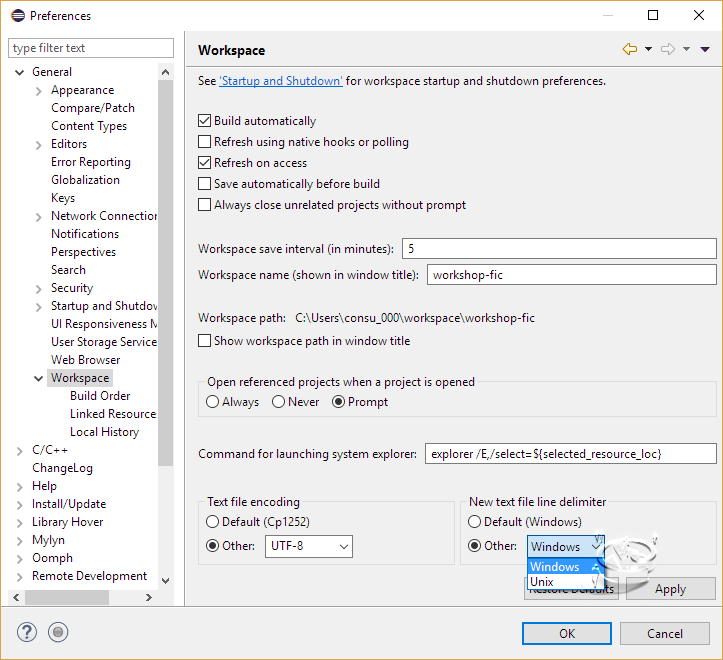 Preferences
type filter text
General
Appearance
Compare/Patch
Content Types
Editors
Error Reporting
Globalization
Keys
Network Connection
Notifications
Perspectives
Search
Security
Startup and Shutdow
UI Responsiveness M
User Storage Service
Web Browser
Workspace
Build Order
Linked Resource
Local History
C/C++
ChangeLog
Help
Install/Update
Library Hover
Mylyn
Oomph
Remote Development
Workspace
See 'Startup and Shutdown' for workspace startup and shutdown preferences.
Build automatically
Refresh using native hooks or polling
Refresh on access
Save automatically before build
Always close unrelated projects without prompt
Workspace save interval (in minutes): 5
Workspace name (shown in window title): workshop-fic
Workspace path: C:\Users\consu_000\workspace\workshop-fic
Show workspace path in window title
Open referenced projects when a project is opened
Always Never Prompt
Command for launching system explorer: explorer /E,/select=${selected_resource_loc}
Text file encoding
Default (Cp1252)
Other: UTF-8
New text file line delimiter
Default (Windows)
Other: Windows
Windows
Unix
Restore Defaults Apply
OK Cancel